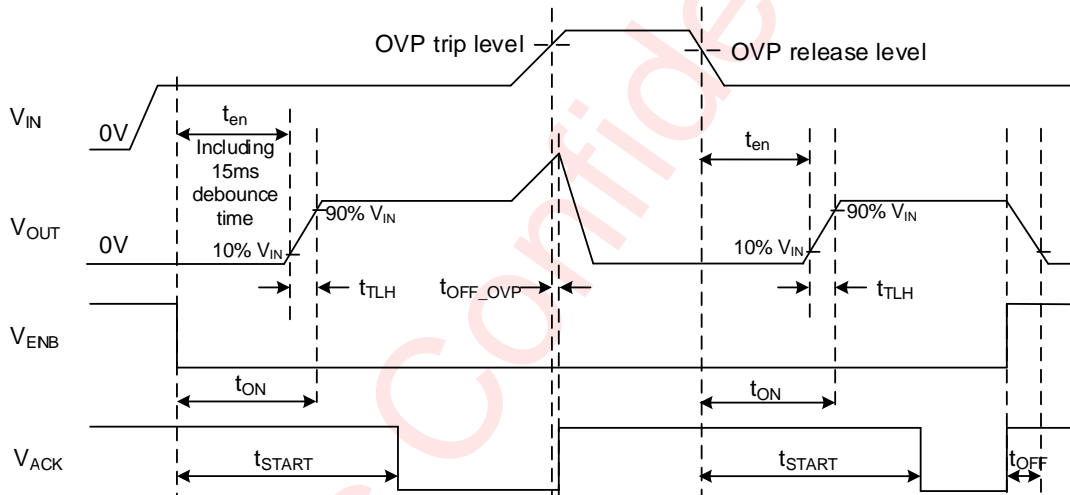 OVP trip level
OVP release level
VIN
0V
ten
Including
15ms
debounce
time
ten
VOUT
0V
90% VIN
10% VIN
90% VIN
10% VIN
tTLH
tOFF_OVP
tTLH
VENB
tON
tON
VACK
tSTART
tSTART
tOFF